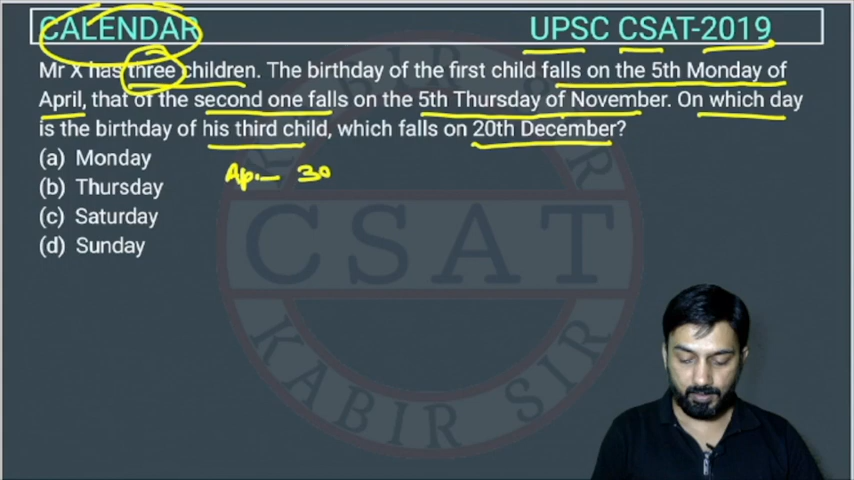 CALENDAR UPSC CSAT-2019
Mr X has three children. The birthday of the first child falls on the 5th Monday of
April, that of the second one falls on the 5th Thursday of November. On which day
is the birthday of his third child, which falls on 20th December?
(a) Monday
(b) Thursday
(c) Saturday
(d) Sunday
Ap. — 30
KABIR SIR
CSAT
KABIR SIR